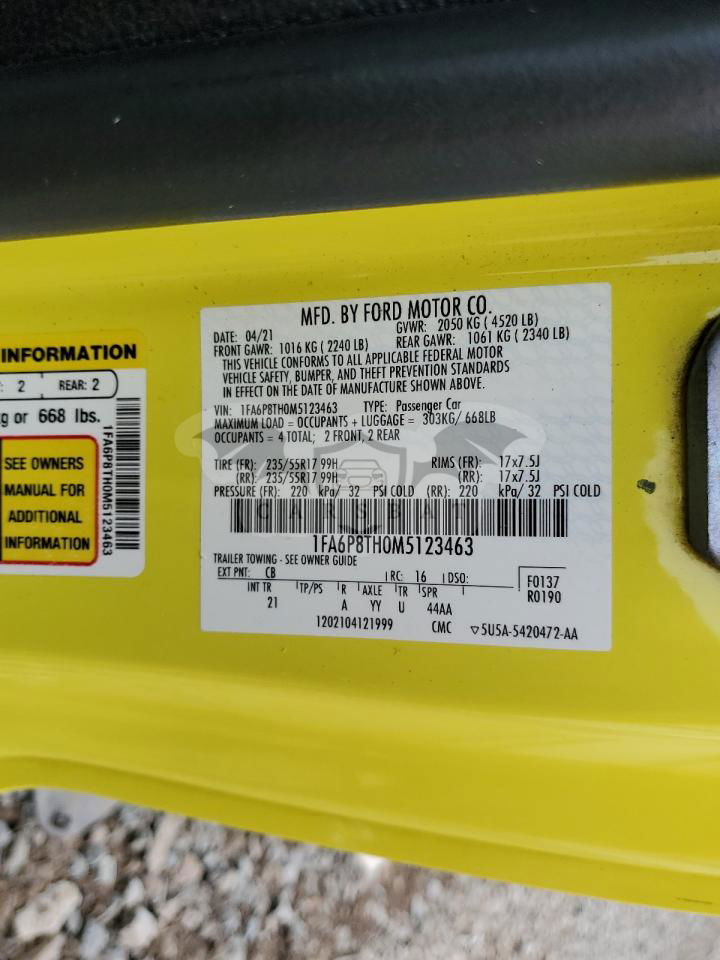 MFD. BY FORD MOTOR CO.
DATE: 04/21 GVWR: 2050 KG ( 4520 LB)
FRONT GAWR: 1016 KG ( 2240 LB) REAR GAWR: 1061 KG ( 2340 LB)
THIS VEHICLE CONFORMS TO ALL APPLICABLE FEDERAL MOTOR
VEHICLE SAFETY, BUMPER, AND THEFT PREVENTION STANDARDS
IN EFFECT ON THE DATE OF MANUFACTURE SHOWN ABOVE.
VIN: 1FA6P8TH0M5123463 TYPE: Passenger Car
MAXIMUM LOAD = OCCUPANTS + LUGGAGE = 303KG/ 668LB
OCCUPANTS = 4 TOTAL; 2 FRONT, 2 REAR
TIRE (FR): 235/55R17 99H RIMS (FR): 17x7.5J
(RR): 235/55R17 99H (RR): 17x7.5J
PRESSURE (FR): 220 kPa/ 32 PSI COLD (RR): 220 kPa/ 32 PSI COLD
CARSBAT
1FA6P8TH0M5123463
TRAILER TOWING - SEE OWNER GUIDE
EXT PNT: CB RC: 16 DSO: F0137
R0190
INT TR TP/PS R AXLE TR SPR
21 A YY U 44AA
1202104121999 CMC ▽5U5A-5420472-AA
INFORMATION
: 2 REAR: 2
g or 668 lbs.
SEE OWNERS
MANUAL FOR
ADDITIONAL
INFORMATION
1FA6P8TH0M5123463